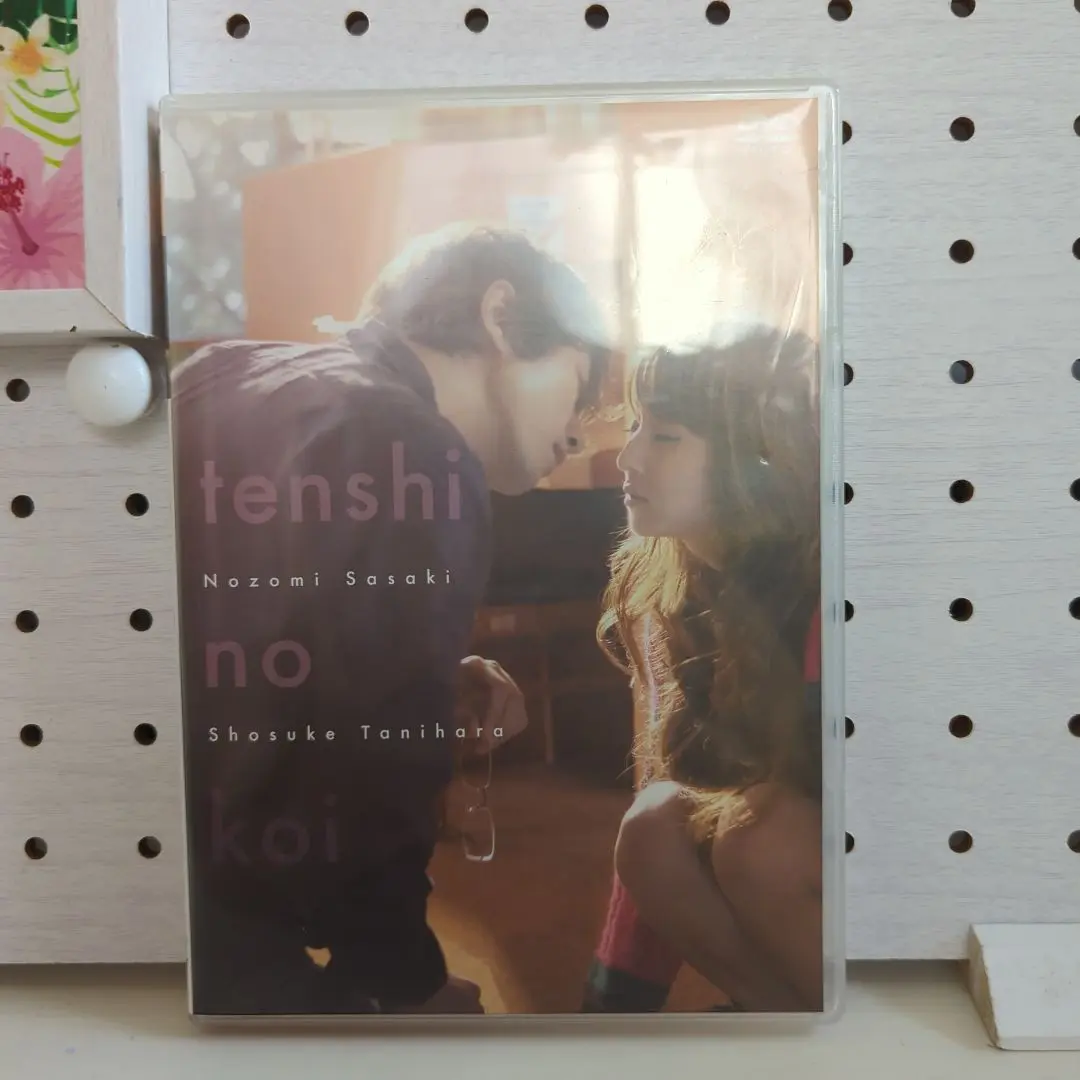 tenshi
Nozomi Sasaki
no
Shosuke Tanihara
koi